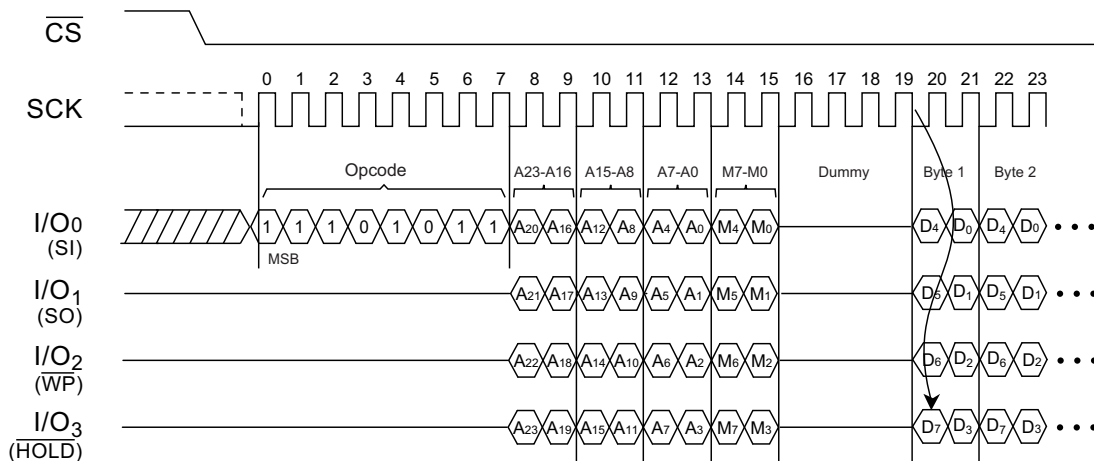 CS
0 1 2 3 4 5 6 7 8 9 10 11 12 13 14 15 16 17 18 19 20 21 22 23
SCK
Opcode A23-A16 A15-A8 A7-A0 M7-M0 Dummy Byte 1 Byte 2
I/O0 1 1 1 0 1 0 1 1 A20 A16 A12 A8 A4 A0 M4 M0 D4 D0 D4 D0
(SI)
MSB
I/O1 A21 A17 A13 A9 A5 A1 M5 M1 D5 D1 D5 D1
(SO)
I/O2 A22 A18 A14 A10 A6 A2 M6 M2 D6 D2 D6 D2
(WP)
I/O3 A23 A19 A15 A11 A7 A3 M7 M3 D7 D3 D7 D3
(HOLD)